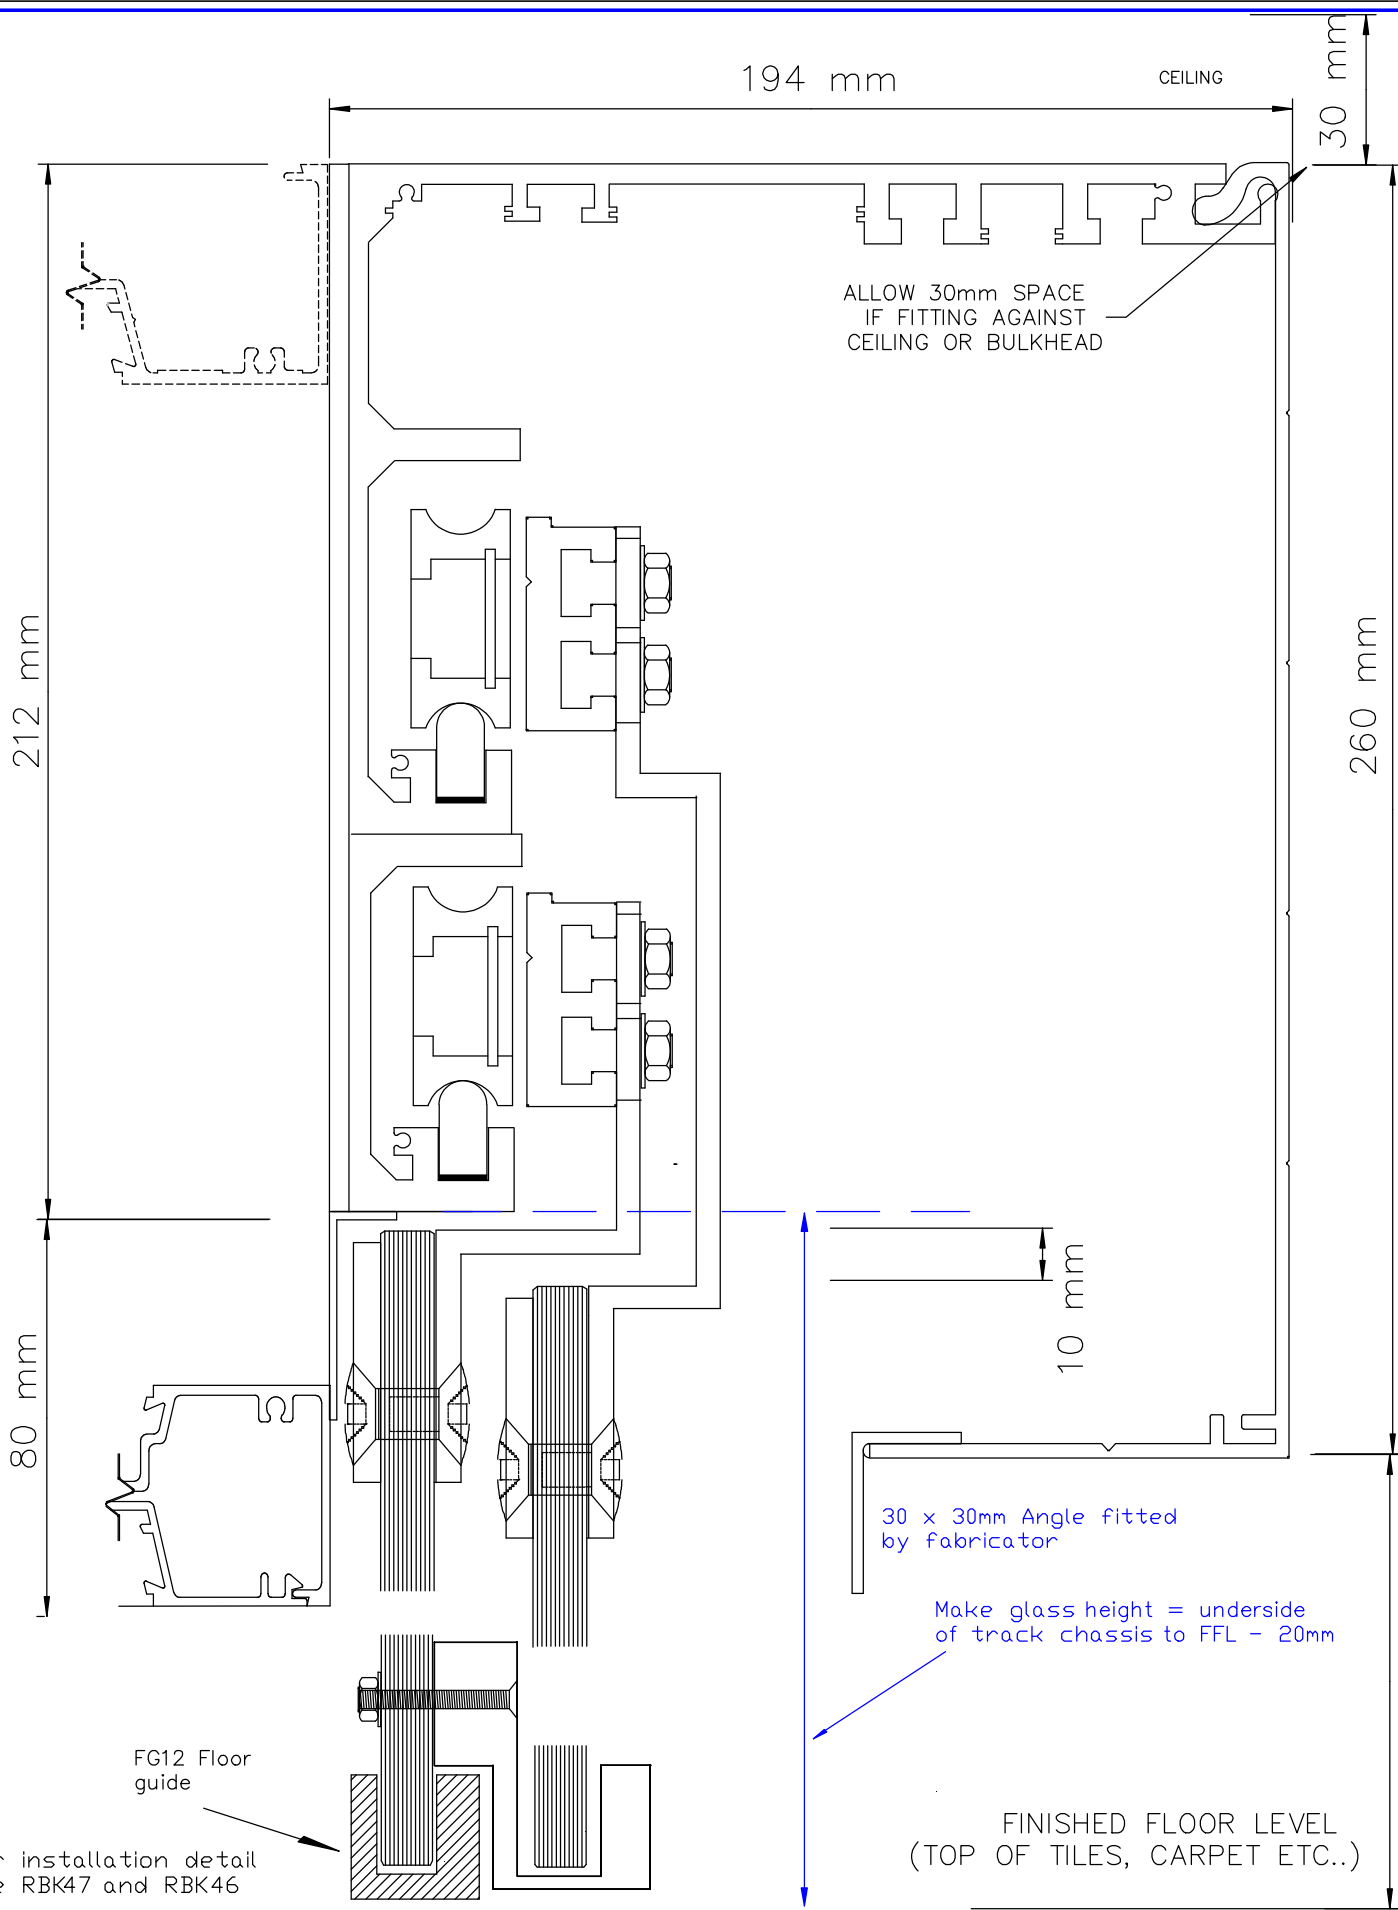 194 mm
CEILING
30 mm
ALLOW 30mm SPACE
IF FITTING AGAINST
CEILING OR BULKHEAD
212 mm
260 mm
10 mm
80 mm
30 x 30mm Angle fitted
by fabricator
Make glass height = underside
of track chassis to FFL - 20mm
FG12 Floor
guide
FINISHED FLOOR LEVEL
(TOP OF TILES, CARPET ETC..)
installation detail
RBK47 and RBK46